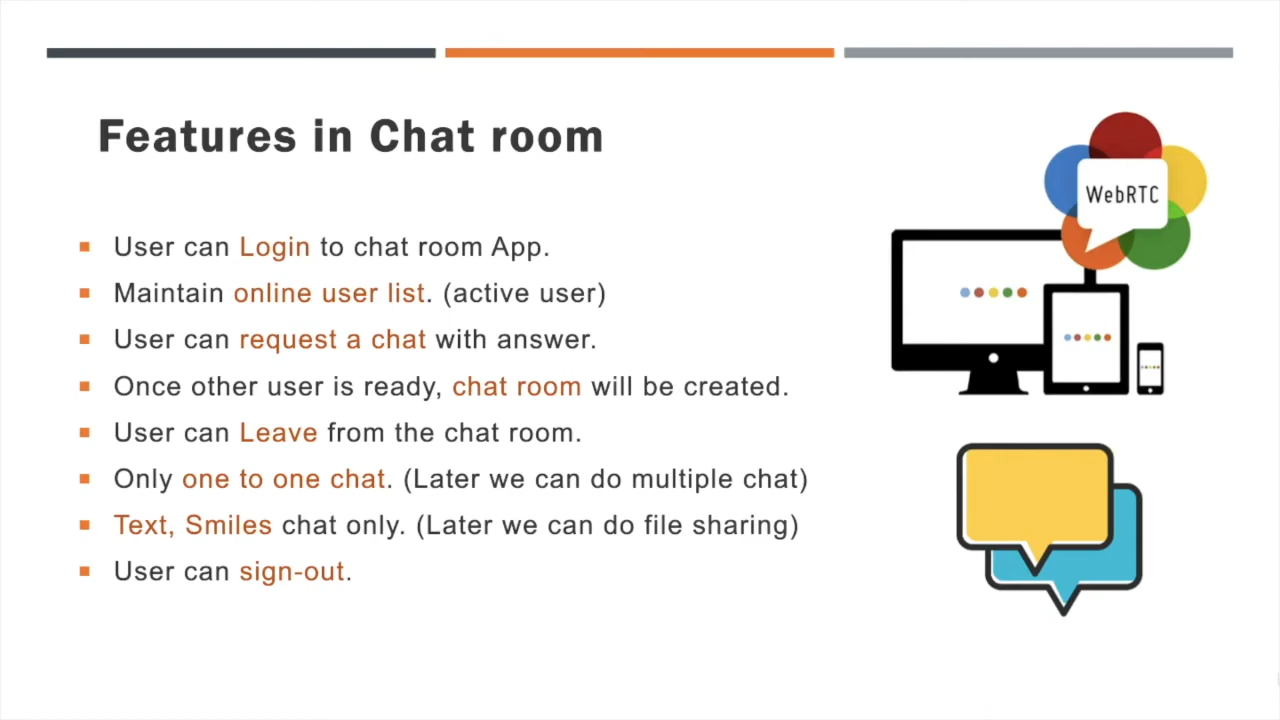 Features in Chat room
WebRTC
User can Login to chat room App.
Maintain online user list. (active user)
User can request a chat with answer.
Once other user is ready, chat room will be created.
User can Leave from the chat room.
Only one to one chat. (Later we can do multiple chat)
Text, Smiles chat only. (Later we can do file sharing)
User can sign-out.